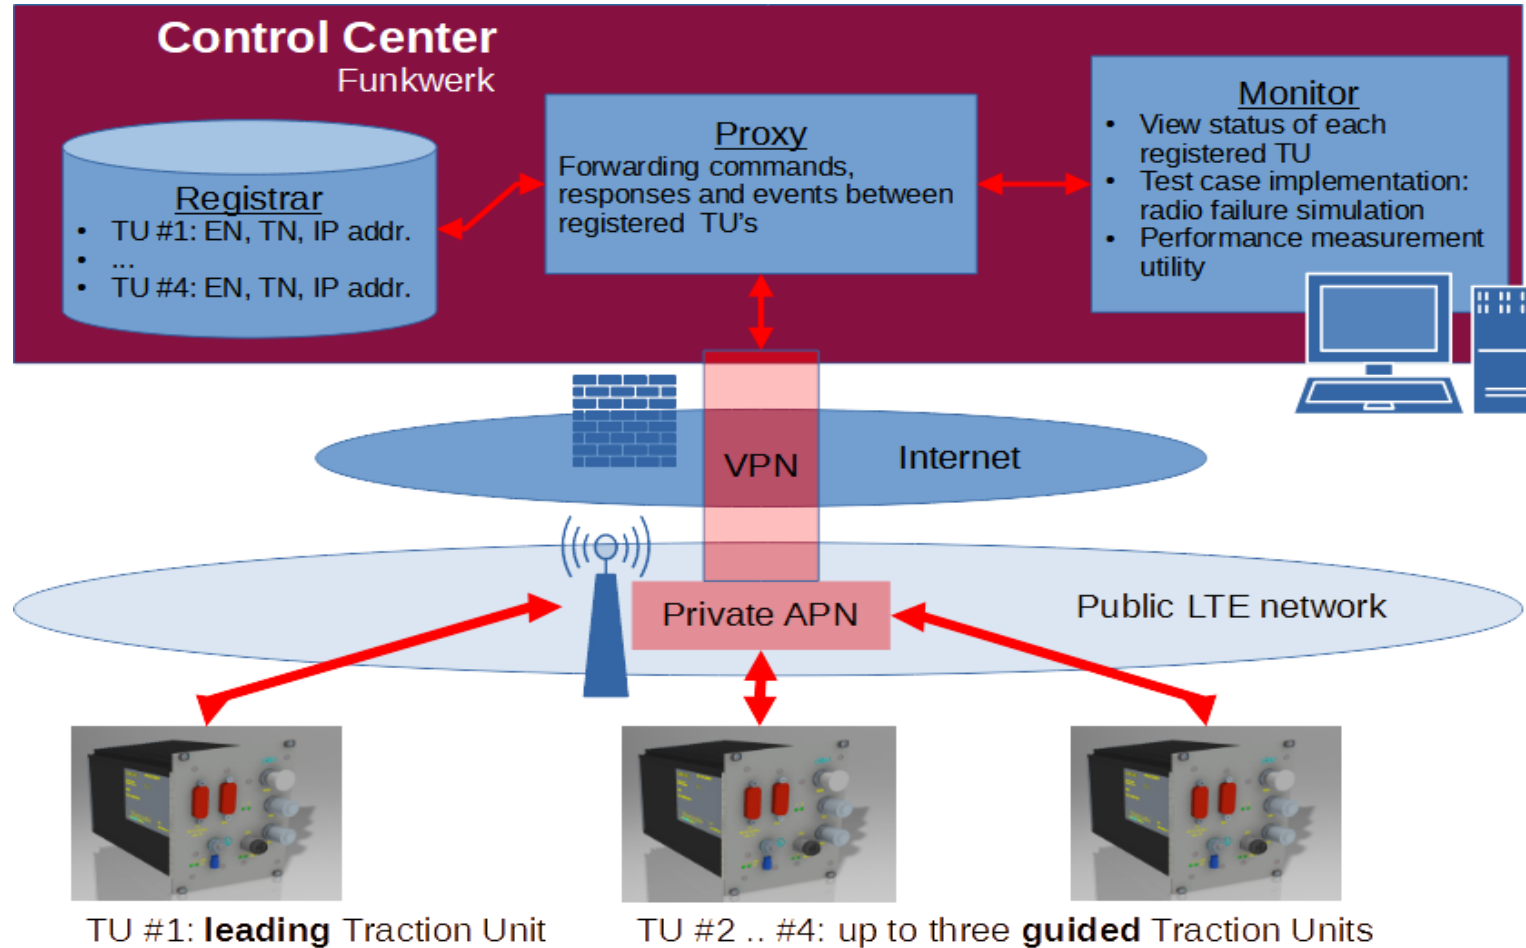 Control Center
Funkwerk
Registrar
• TU #1: EN, TN, IP addr.
• ...
• TU #4: EN, TN, IP addr.
Proxy
Forwarding commands,
responses and events between
registered TU's
Monitor
• View status of each
registered TU
• Test case implementation:
radio failure simulation
• Performance measurement
utility
VPN
Internet
Private APN
Public LTE network
TU #1: leading Traction Unit
TU #2 .. #4: up to three guided Traction Units